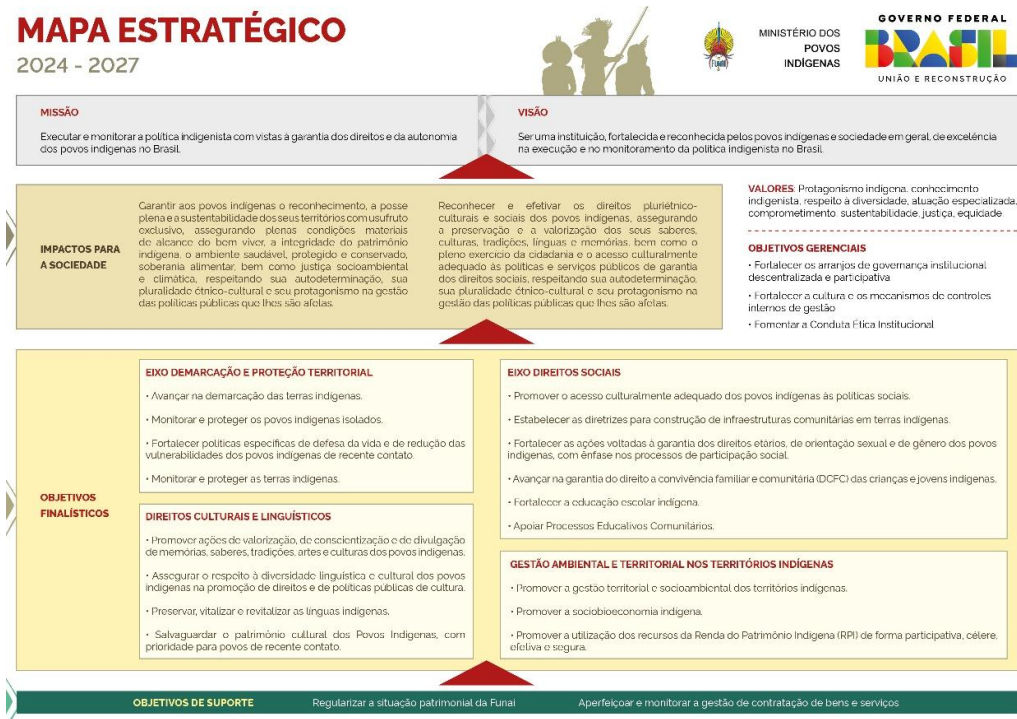 MAPA ESTRATÉGICO
2024 - 2027
FUNAI
MINISTÉRIO DOS
POVOS
INDÍGENAS
GOVERNO FEDERAL
BRASIL
UNIÃO E RECONSTRUÇÃO
MISSÃO
Executar e monitorar a política indigenista com vistas à garantia dos direitos e da autonomia
dos povos indígenas no Brasil.
VISÃO
Ser uma instituição, fortalecida e reconhecida pelos povos indígenas e sociedade em geral, de excelência
na execução e no monitoramento da política indigenista no Brasil.
IMPACTOS PARA
A SOCIEDADE
Garantir aos povos indígenas o reconhecimento, a posse
plena e a sustentabilidade dos seus territórios com usufruto
exclusivo, assegurando plenas condições materiais
de alcance do bem viver, a integridade do patrimônio
indígena, o ambiente saudável, protegido e conservado,
soberania alimentar, bem como justiça socioambiental
e climática, respeitando sua autodeterminação, sua
pluralidade étnico-cultural e seu protagonismo na gestão
das políticas públicas que lhes são afetas.
Reconhecer e efetivar os direitos pluriétnico-
culturais e sociais dos povos indígenas, assegurando
a preservação e a valorização dos seus saberes,
culturas, tradições, línguas e memórias, bem como o
pleno exercício da cidadania e o acesso culturalmente
adequado às políticas e serviços públicos de garantia
dos direitos sociais, respeitando sua autodeterminação,
sua pluralidade étnico-cultural e seu protagonismo na
gestão das políticas públicas que lhes são afetas.
VALORES: Protagonismo indígena, conhecimento
indigenista, respeito à diversidade, atuação especializada,
comprometimento, sustentabilidade, justiça, equidade
OBJETIVOS GERENCIAIS
• Fortalecer os arranjos de governança institucional
descentralizada e participativa
• Fortalecer a cultura e os mecanismos de controles
internos de gestão
• Fomentar a Conduta Ética Institucional
OBJETIVOS
FINALÍSTICOS
EIXO DEMARCAÇÃO E PROTEÇÃO TERRITORIAL
• Avançar na demarcação das terras indígenas.
• Monitorar e proteger os povos indígenas isolados.
• Fortalecer políticas específicas de defesa da vida e de redução das
vulnerabilidades dos povos indígenas de recente contato.
• Monitorar e proteger as terras indígenas.
DIREITOS CULTURAIS E LINGUÍSTICOS
• Promover ações de valorização, de conscientização e de divulgação
de memórias, saberes, tradições, artes e culturas dos povos indígenas.
• Assegurar o respeito à diversidade linguística e cultural dos povos
indígenas na promoção de direitos e de políticas públicas de cultura.
• Preservar, vitalizar e revitalizar as línguas indígenas.
• Salvaguardar o patrimônio cultural dos Povos Indígenas, com
prioridade para povos de recente contato.
EIXO DIREITOS SOCIAIS
• Promover o acesso culturalmente adequado dos povos indígenas às políticas sociais.
• Estabelecer as diretrizes para construção de infraestruturas comunitárias em terras indígenas.
• Fortalecer as ações voltadas à garantia dos direitos etários, de orientação sexual e de gênero dos povos
indígenas, com ênfase nos processos de participação social.
• Avançar na garantia do direito a convivência familiar e comunitária (DCFC) das crianças e jovens indígenas.
• Fortalecer a educação escolar indígena.
• Apoiar Processos Educativos Comunitários.
GESTÃO AMBIENTAL E TERRITORIAL NOS TERRITÓRIOS INDÍGENAS
• Promover a gestão territorial e socioambiental dos territórios indígenas.
• Promover a sociobioeconomia indígena.
• Promover a utilização dos recursos da Renda do Patrimônio Indígena (RPI) de forma participativa, célere,
efetiva e segura.
OBJETIVOS DE SUPORTE
Regularizar a situação patrimonial da Funai
Aperfeiçoar e monitorar a gestão de contratação de bens e serviços